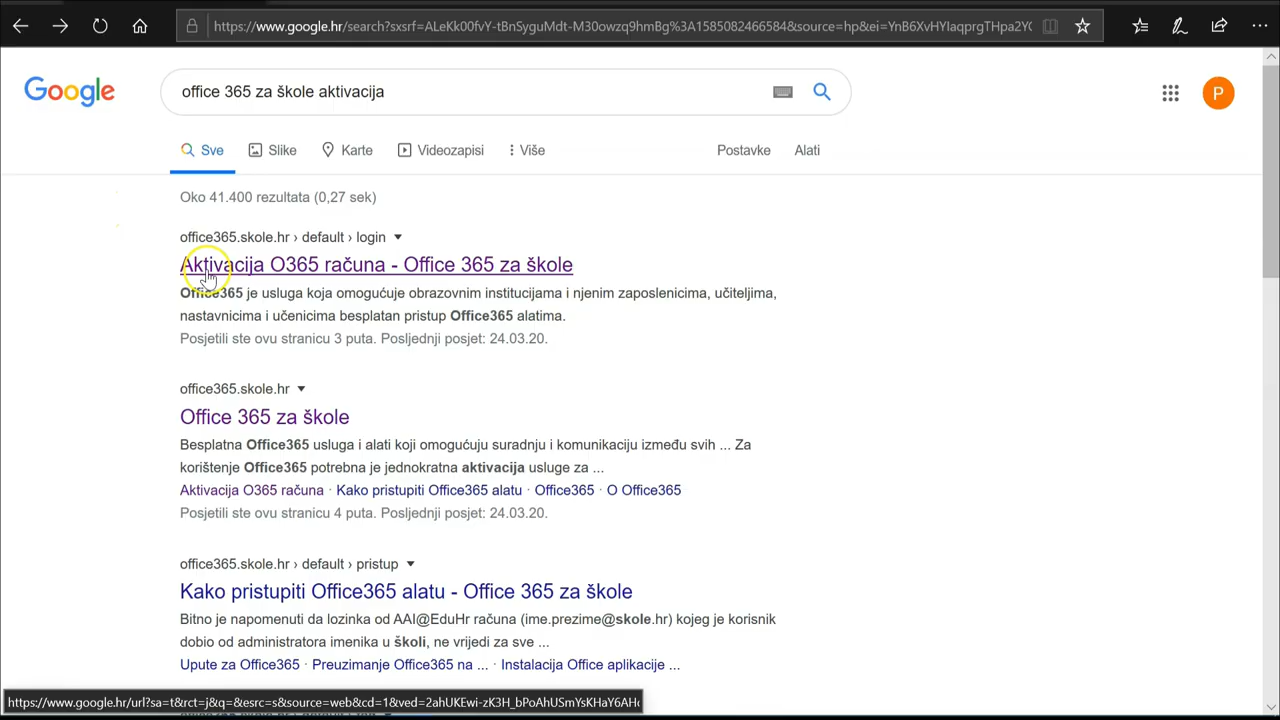 https://www.google.hr/search?sxsrf=ALeKk00fvY-tBnSyguMdt-M30owzq9hmBg%3A1585082466584&source=hp&ei=YnB6XvHYIaqprgTHpa2YC
Google
office 365 za škole aktivacija
P
Sve
Slike
Karte
Videozapisi
Više
Postavke
Alati
Oko 41.400 rezultata (0,27 sek)
office365.skole.hr › default › login
Aktivacija O365 računa - Office 365 za škole
Office365 je usluga koja omogućuje obrazovnim institucijama i njenim zaposlenicima, učiteljima,
nastavnicima i učenicima besplatan pristup Office365 alatima.
Posjetili ste ovu stranicu 3 puta. Posljednji posjet: 24.03.20.
office365.skole.hr
Office 365 za škole
Besplatna Office365 usluga i alati koji omogućuju suradnju i komunikaciju između svih ... Za
korištenje Office365 potrebna je jednokratna aktivacija usluge za ...
Aktivacija O365 računa · Kako pristupiti Office365 alatu · Office365 · O Office365
Posjetili ste ovu stranicu 4 puta. Posljednji posjet: 24.03.20.
office365.skole.hr › default › pristup
Kako pristupiti Office365 alatu - Office 365 za škole
Bitno je napomenuti da lozinka od AAI@EduHr računa (ime.prezime@skole.hr) kojeg je korisnik
dobio od administratora imenika u školi, ne vrijedi za sve ...
Upute za Office365 · Preuzimanje Office365 na ... · Instalacija Office aplikacije ...
https://www.google.hr/url?sa=t&rct=j&q=&esrc=s&source=web&cd=1&ved=2ahUKEwi-zK3H_bPoAhUSmYsKHaY6AH